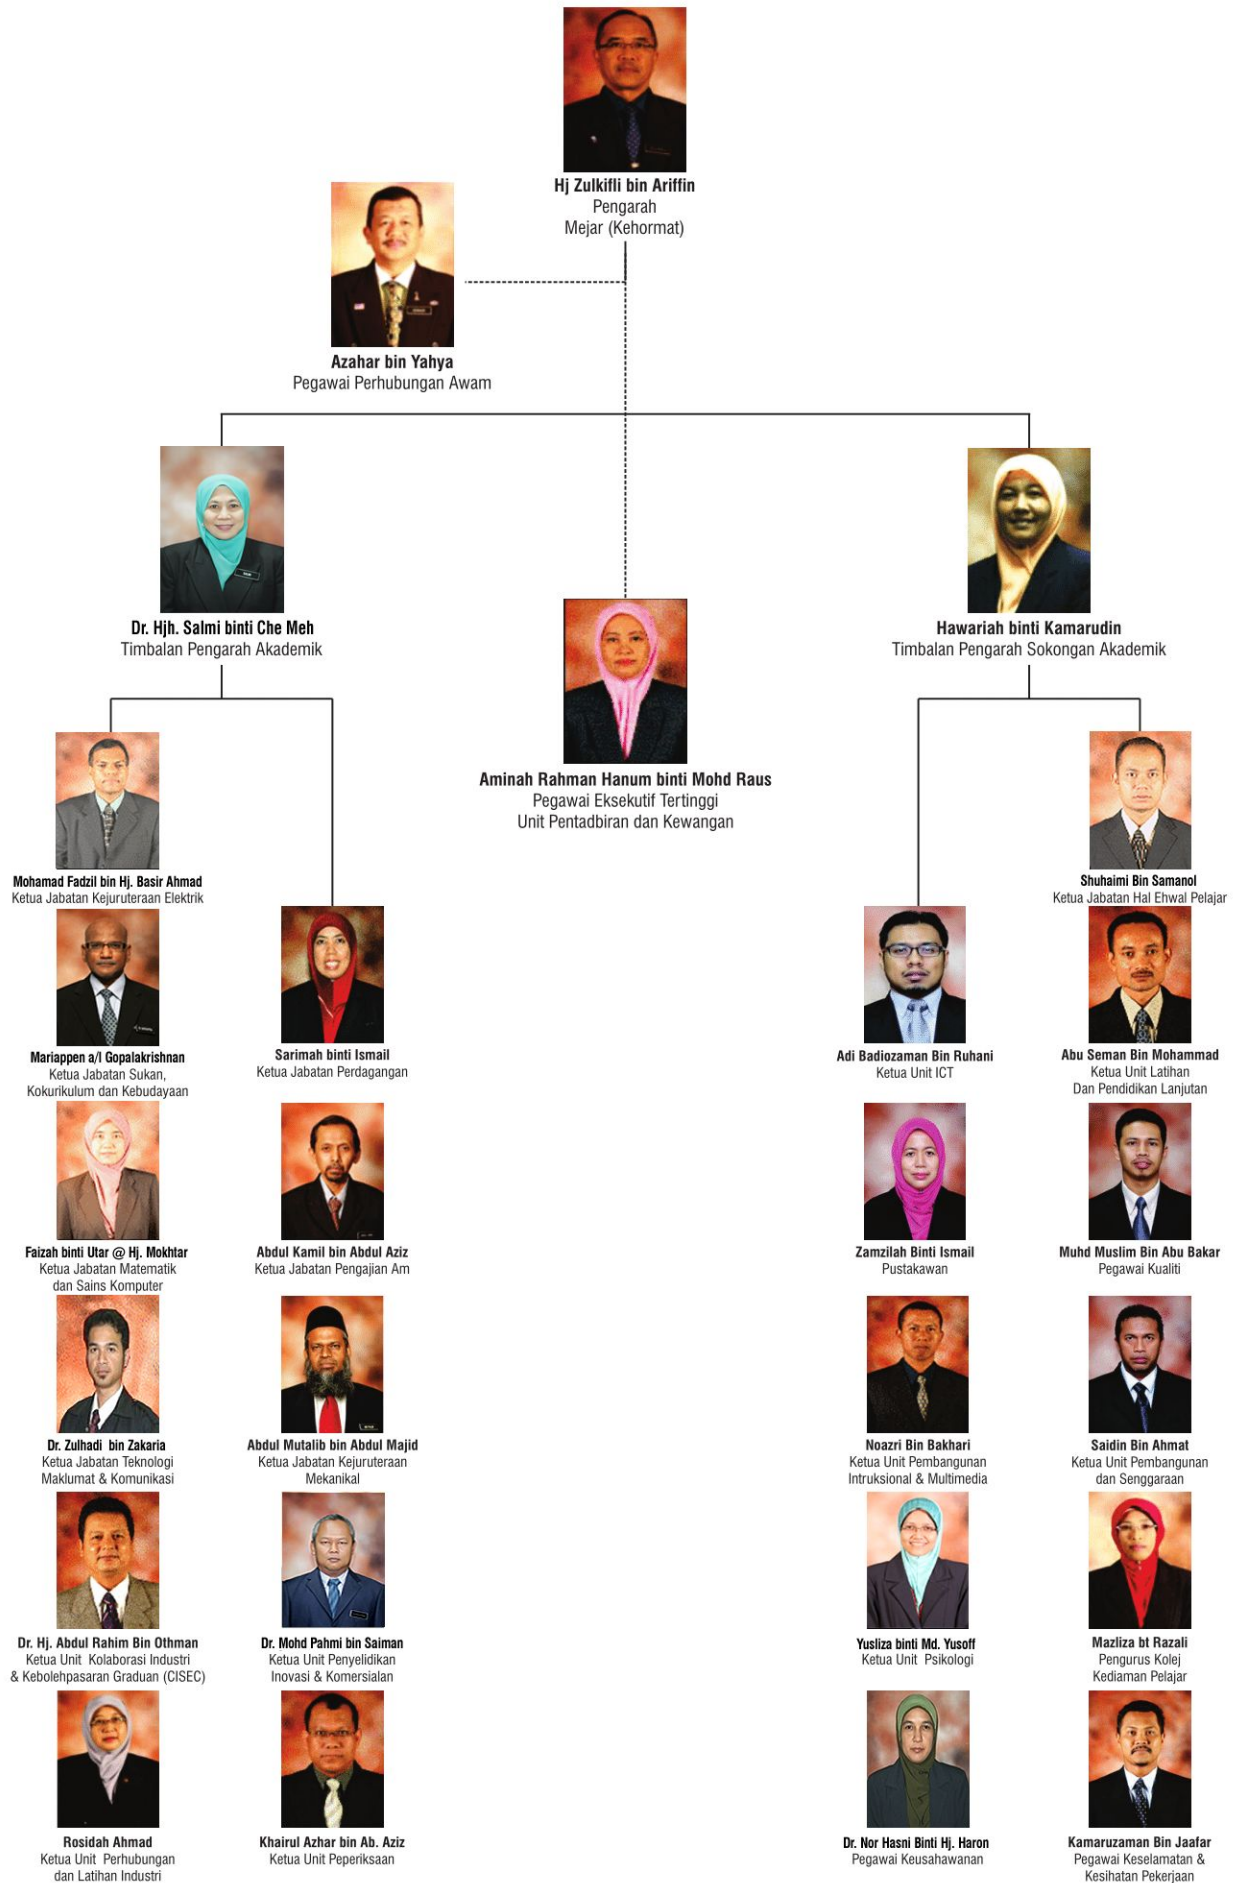 Hj Zulkifli bin Ariffin
Pengarah
Mejar (Kehormat)
Azahar bin Yahya
Pegawai Perhubungan Awam
Dr. Hjh. Salmi binti Che Meh
Timbalan Pengarah Akademik
Hawariah binti Kamarudin
Timbalan Pengarah Sokongan Akademik
Aminah Rahman Hanum binti Mohd Raus
Pegawai Eksekutif Tertinggi
Unit Pentadbiran dan Kewangan
Mohamad Fadzil bin Hj. Basir Ahmad
Ketua Jabatan Kejuruteraan Elektrik
Mariappen a/l Gopalakrishnan
Ketua Jabatan Sukan,
Kokurikulum dan Kebudayaan
Faizah binti Utar @ Hj. Mokhtar
Ketua Jabatan Matematik
dan Sains Komputer
Dr. Zulhadi bin Zakaria
Ketua Jabatan Teknologi
Maklumat & Komunikasi
Dr. Hj. Abdul Rahim Bin Othman
Ketua Unit Kolaborasi Industri
& Kebolehpasaran Graduan (CISEC)
Rosidah Ahmad
Ketua Unit Perhubungan
dan Latihan Industri
Sarimah binti Ismail
Ketua Jabatan Perdagangan
Abdul Kamil bin Abdul Aziz
Ketua Jabatan Pengajian Am
Abdul Mutalib bin Abdul Majid
Ketua Jabatan Kejuruteraan
Mekanikal
Dr. Mohd Pahmi bin Saiman
Ketua Unit Penyelidikan
Inovasi & Komersialan
Khairul Azhar bin Ab. Aziz
Ketua Unit Peperiksaan
Adi Badiozaman Bin Ruhani
Ketua Unit ICT
Zamzilah Binti Ismail
Pustakawan
Noazri Bin Bakhari
Ketua Unit Pembangunan
Intruksional & Multimedia
Yusliza binti Md. Yusoff
Ketua Unit Psikologi
Dr. Nor Hasni Binti Hj. Haron
Pegawai Keusahawanan
Shuhaimi Bin Samanol
Ketua Jabatan Hal Ehwal Pelajar
Abu Seman Bin Mohammad
Ketua Unit Latihan
Dan Pendidikan Lanjutan
Muhd Muslim Bin Abu Bakar
Pegawai Kualiti
Saidin Bin Ahmat
Ketua Unit Pembangunan
dan Senggaraan
Mazliza bt Razali
Pengurus Kolej
Kediaman Pelajar
Kamaruzaman Bin Jaafar
Pegawai Keselamatan &
Kesihatan Pekerjaan